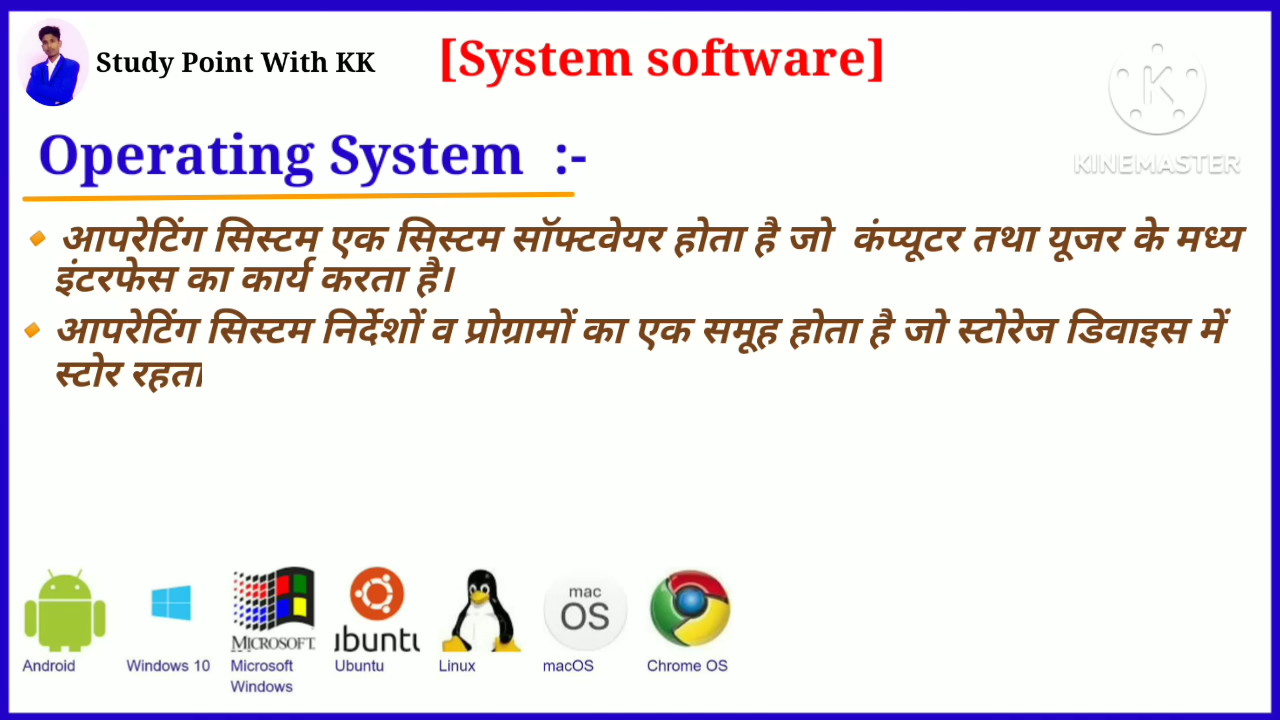 Study Point With KK
[System software]
KINEMASTER
Operating System :-
आपरेटिंग सिस्टम एक सिस्टम सॉफ्टवेयर होता है जो कंप्यूटर तथा यूजर के मध्य
इंटरफेस का कार्य करता है।
आपरेटिंग सिस्टम निर्देशों व प्रोग्रामों का एक समूह होता है जो स्टोरेज डिवाइस में
स्टोर रहता
MICROSOFT
ubuntu
mac
OS
Android
Windows 10
Microsoft
Windows
Ubuntu
Linux
macOS
Chrome OS